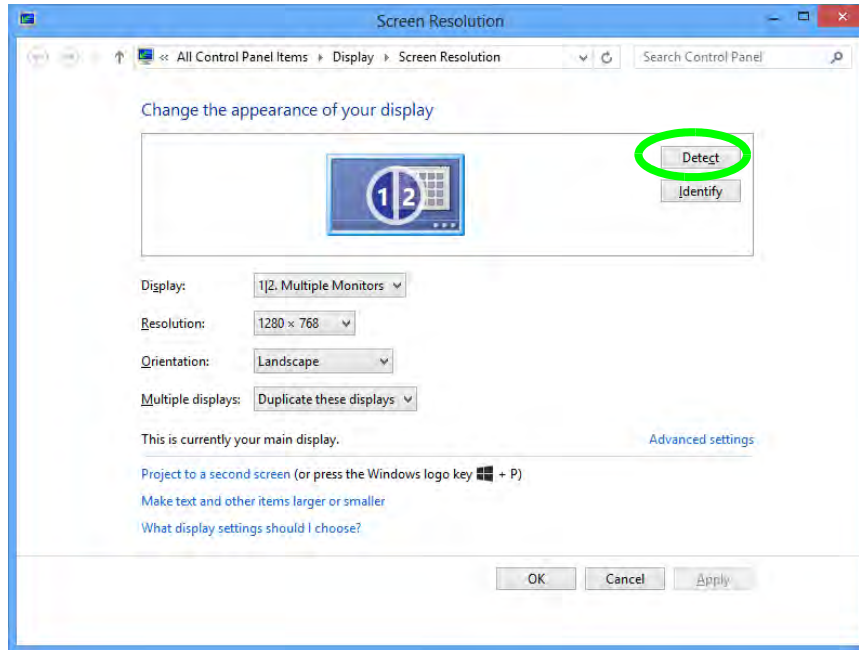 Screen Resolution
« All Control Panel Items Display Screen Resolution Search Control Panel
Change the appearance of your display
1 2
Detect
Identify
Display: 1|2. Multiple Monitors
Resolution: 1280 × 768
Orientation: Landscape
Multiple displays: Duplicate these displays
This is currently your main display. Advanced settings
Project to a second screen (or press the Windows logo key + P)
Make text and other items larger or smaller
What display settings should I choose?
OK Cancel Apply